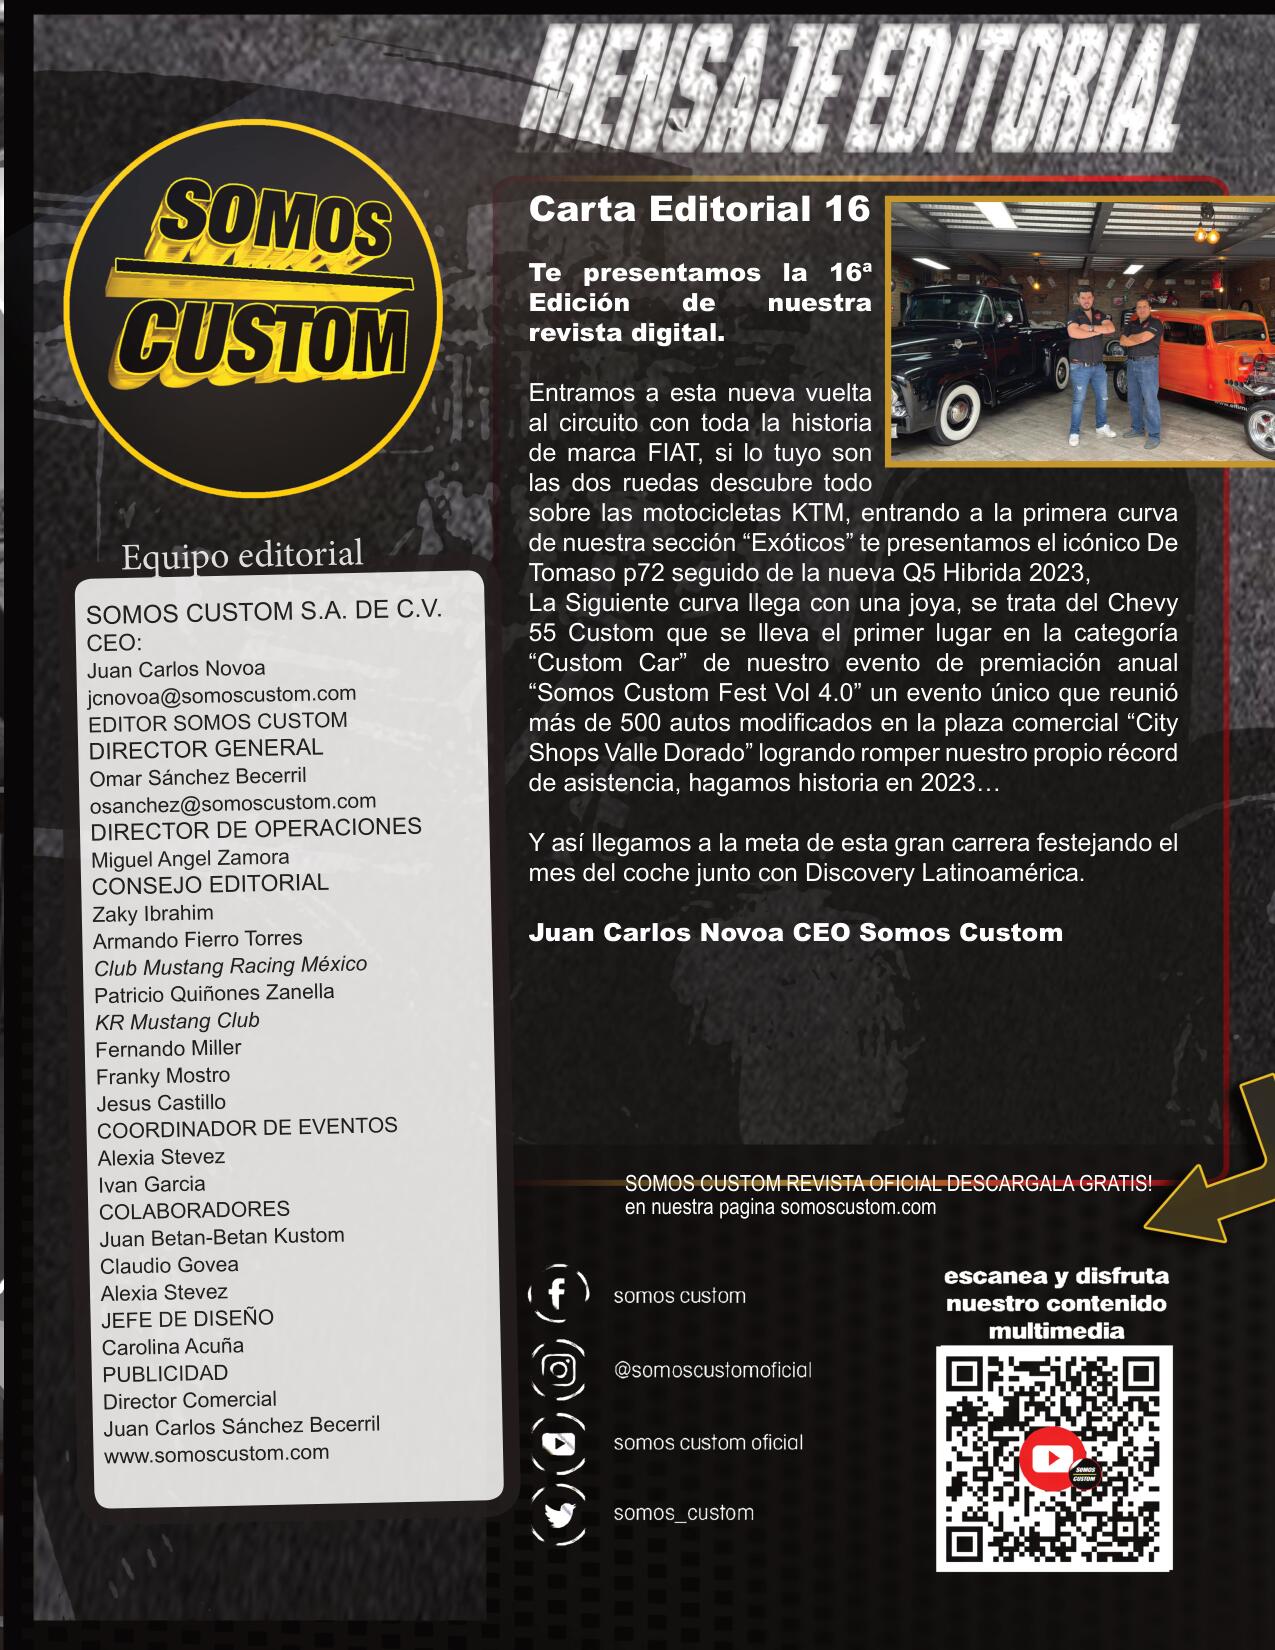 MENSAJE EDITORIAL
SOMOS
CUSTOM
Carta Editorial 16
Te presentamos la 16ª
Edición de nuestra
revista digital.
Entramos a esta nueva vuelta
al circuito con toda la historia
de marca FIAT, si lo tuyo son
las dos ruedas descubre todo
sobre las motocicletas KTM, entrando a la primera curva
de nuestra sección “Exóticos” te presentamos el icónico De
Tomaso p72 seguido de la nueva Q5 Hibrida 2023,
La Siguiente curva llega con una joya, se trata del Chevy
55 Custom que se lleva el primer lugar en la categoría
“Custom Car” de nuestro evento de premiación anual
“Somos Custom Fest Vol 4.0” un evento único que reunió
más de 500 autos modificados en la plaza comercial “City
Shops Valle Dorado” logrando romper nuestro propio récord
de asistencia, hagamos historia en 2023…
Y así llegamos a la meta de esta gran carrera festejando el
mes del coche junto con Discovery Latinoamérica.
Juan Carlos Novoa CEO Somos Custom
Equipo editorial
SOMOS CUSTOM S.A. DE C.V.
CEO:
Juan Carlos Novoa
jcnovoa@somoscustom.com
EDITOR SOMOS CUSTOM
DIRECTOR GENERAL
Omar Sánchez Becerril
osanchez@somoscustom.com
DIRECTOR DE OPERACIONES
Miguel Angel Zamora
CONSEJO EDITORIAL
Zaky Ibrahim
Armando Fierro Torres
Club Mustang Racing México
Patricio Quiñones Zanella
KR Mustang Club
Fernando Miller
Franky Mostro
Jesus Castillo
COORDINADOR DE EVENTOS
Alexia Stevez
Ivan Garcia
COLABORADORES
Juan Betan-Betan Kustom
Claudio Govea
Alexia Stevez
JEFE DE DISEÑO
Carolina Acuña
PUBLICIDAD
Director Comercial
Juan Carlos Sánchez Becerril
www.somoscustom.com
SOMOS CUSTOM REVISTA OFICIAL DESCARGALA GRATIS!
en nuestra pagina somoscustom.com
somos custom
@somoscustomoficial
somos custom oficial
somos_custom
escanea y disfruta
nuestro contenido
multimedia
SOMOS
CUSTOM